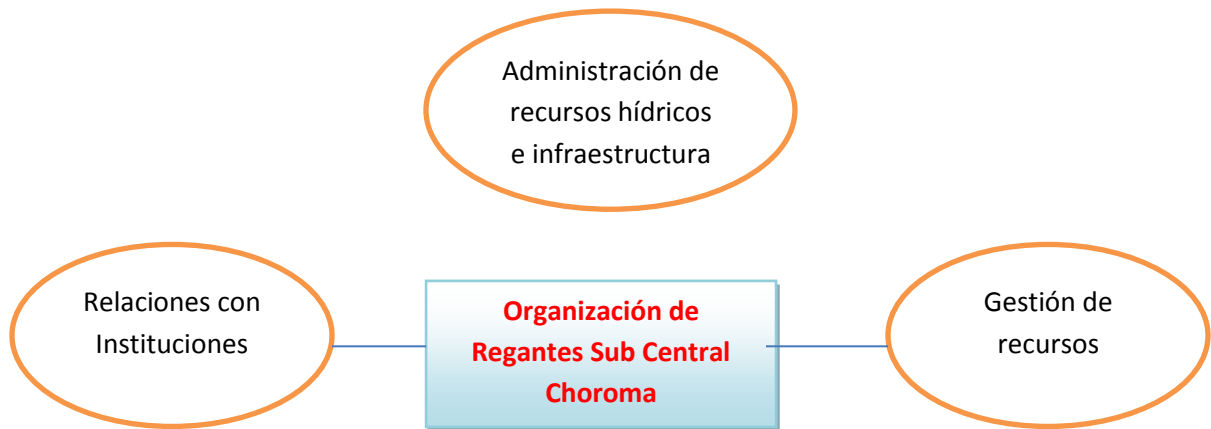 Administración de
recursos hídricos
e infraestructura
Relaciones con
Instituciones
Organización de
Regantes Sub Central
Choroma
Gestión de
recursos